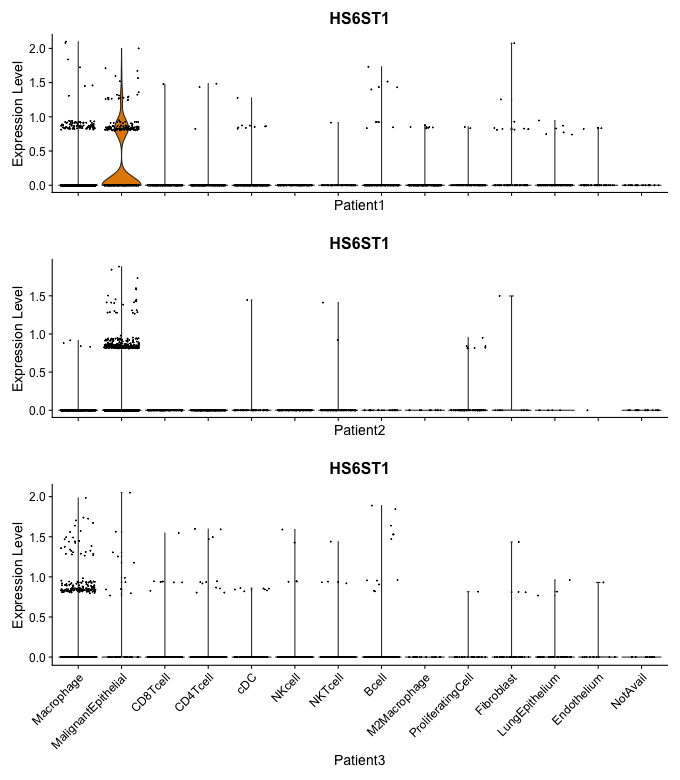 HS6ST1
Expression Level
2.0
1.5
1.0
0.5
0.0
Patient1
HS6ST1
Expression Level
1.5
1.0
0.5
0.0
Patient2
HS6ST1
Expression Level
2.0
1.5
1.0
0.5
0.0
Macrophage
MalignantEpithelial
CD8Tcell
CD4Tcell
cDC
NKcell
NKTcell
Bcell
M2Macrophage
ProliferatingCell
Fibroblast
LungEpithelium
Endothelium
NotAvail
Patient3